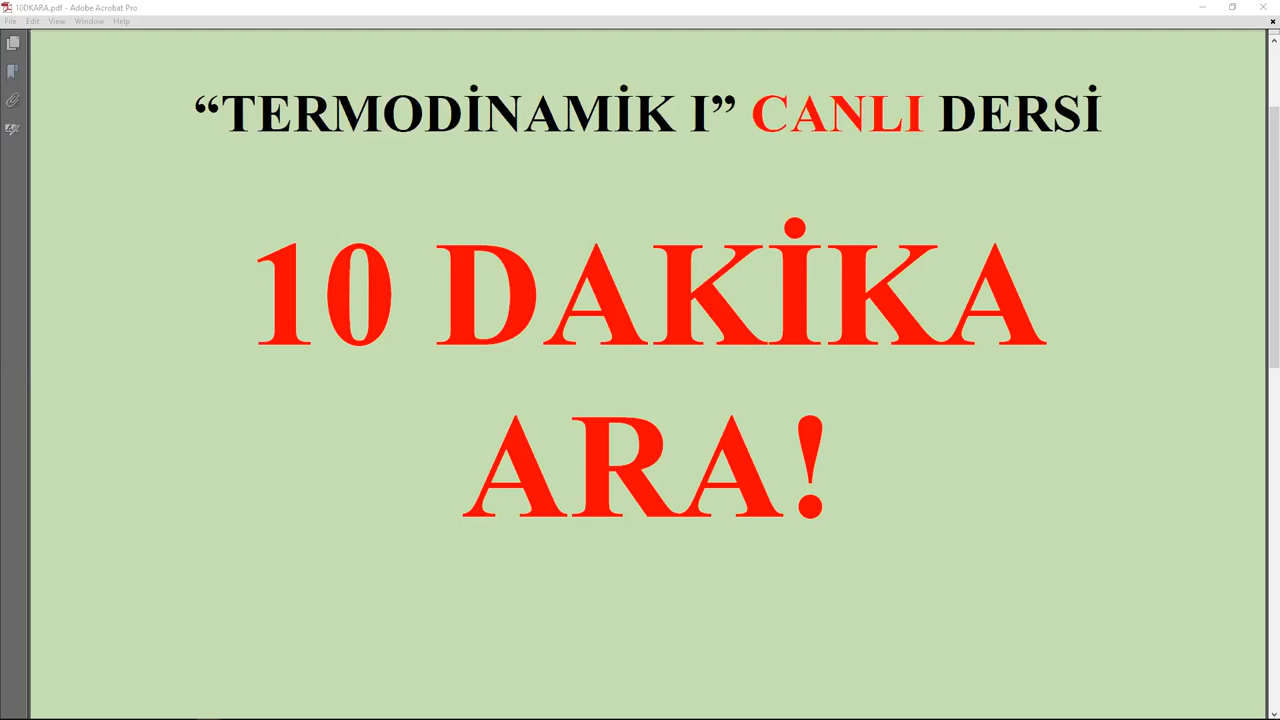 10DKARA.pdf - Adobe Acrobat Pro
File Edit View Window Help
“TERMODİNAMİK I” CANLI DERSİ
10 DAKİKA
ARA!